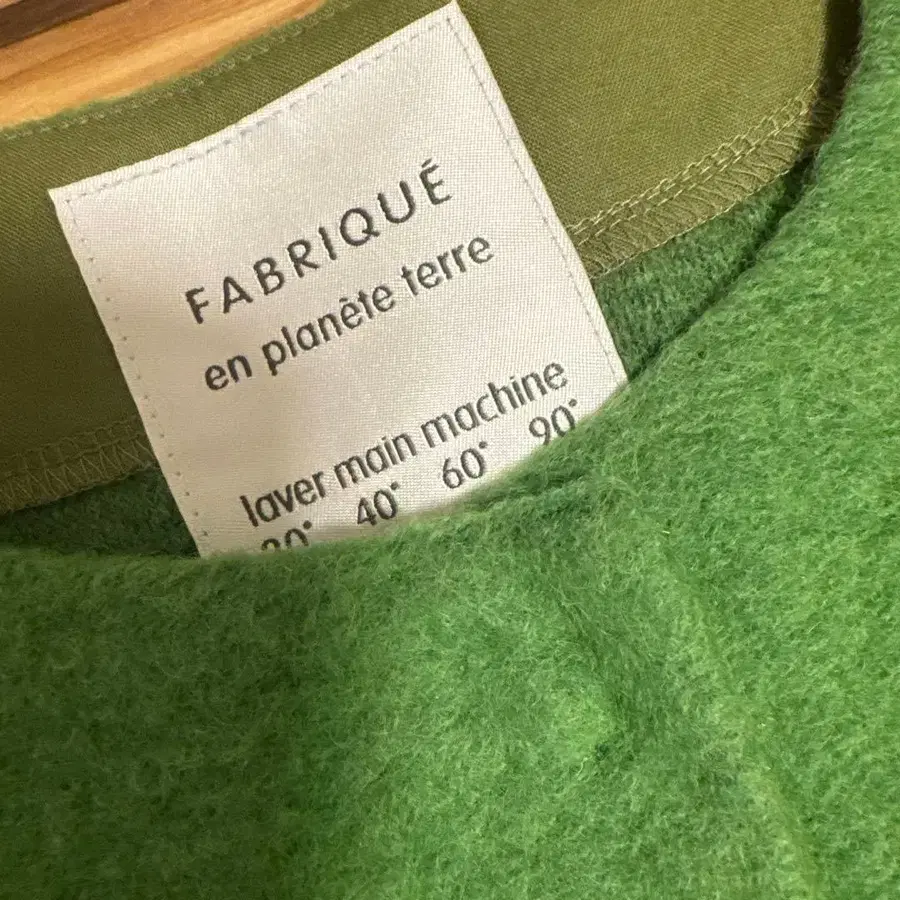 FABRIQUÉ
en planète terre
laver main machine
40° 60° 90°